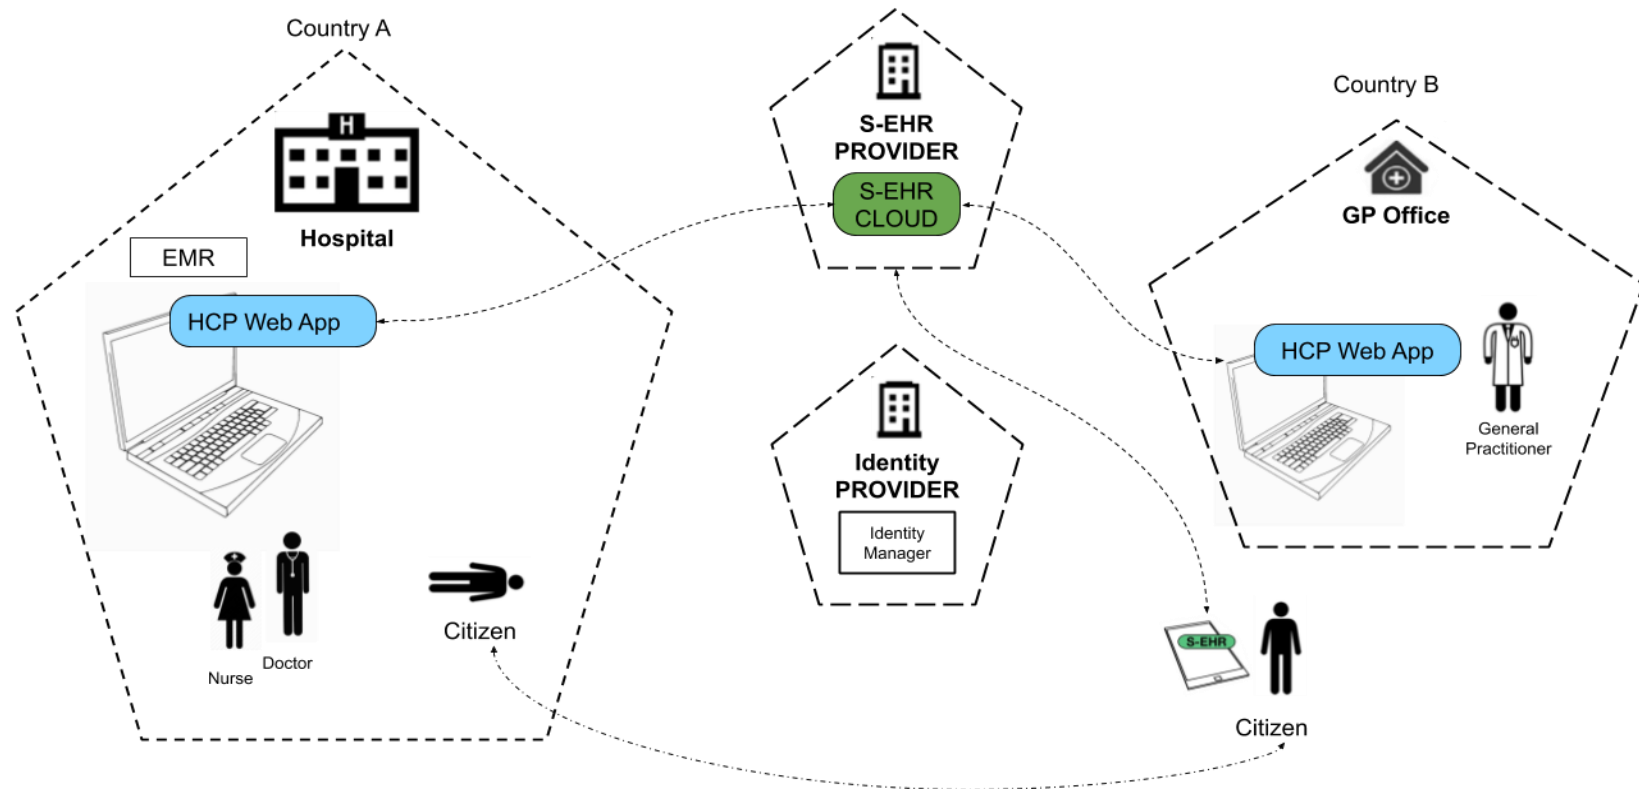 Country A
H
Hospital
EMR
HCP Web App
Nurse
Doctor
Citizen
S-EHR
PROVIDER
S-EHR
CLOUD
Identity
PROVIDER
Identity
Manager
Country B
GP Office
HCP Web App
General
Practitioner
S-EHR
Citizen